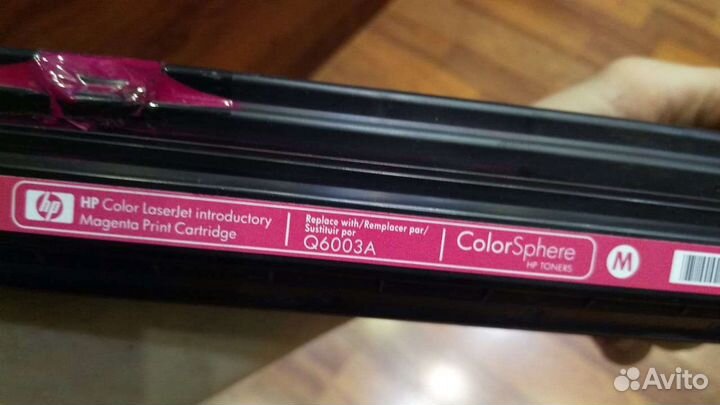 hp
HP Color LaserJet introductory
Magenta Print Cartridge
Replace with/Remplacer par/
Sustituir por
Q6003A
ColorSphere
HP TONERS
M
Avito